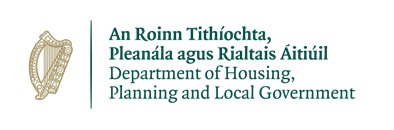 An Roinn Tithíochta,
Pleanála agus Rialtais Áitiúil
Department of Housing,
Planning and Local Government